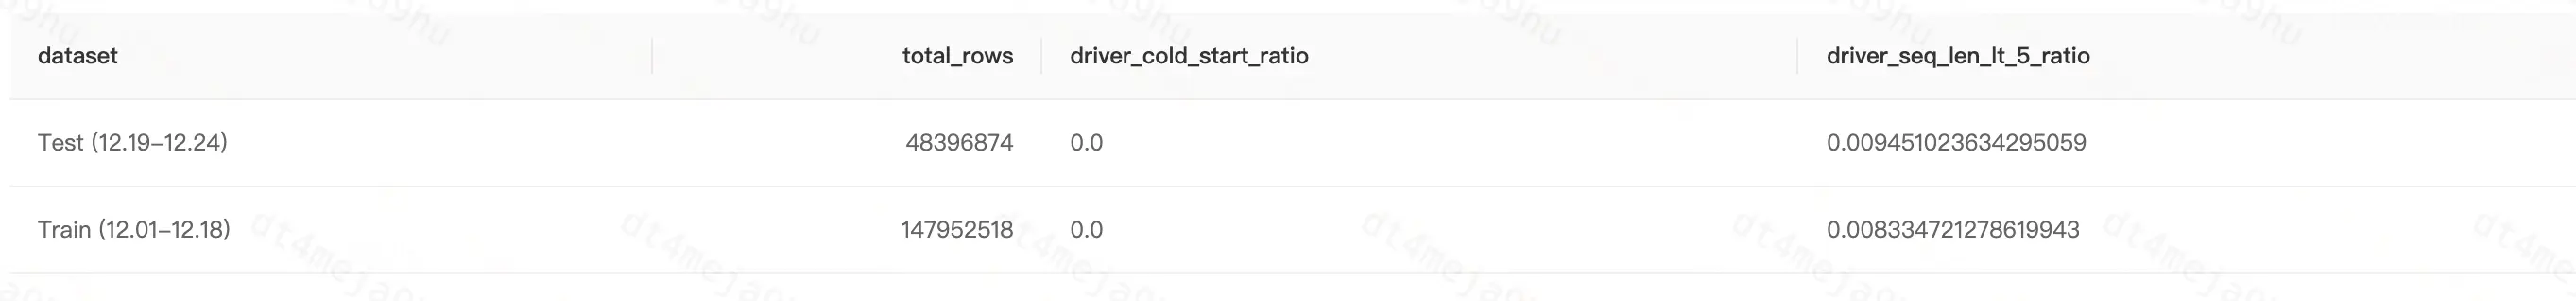 dataset total_rows driver_cold_start_ratio driver_seq_len_lt_5_ratio
Test (12.19–12.24) 48396874 0.0 0.009451023634295059
Train (12.01–12.18) 147952518 0.0 0.008334721278619943